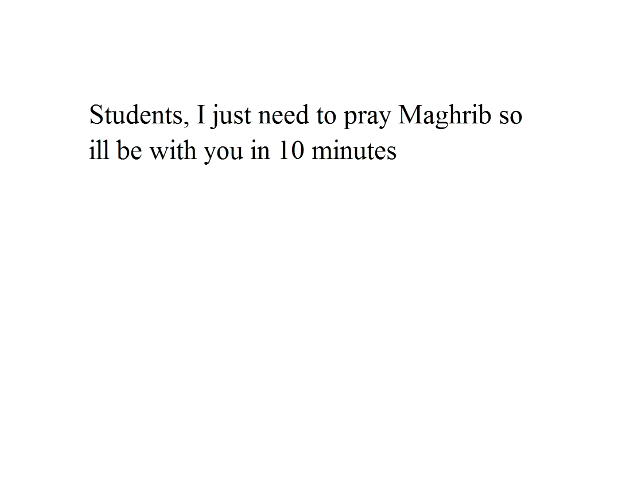 Students, I just need to pray Maghrib so
ill be with you in 10 minutes